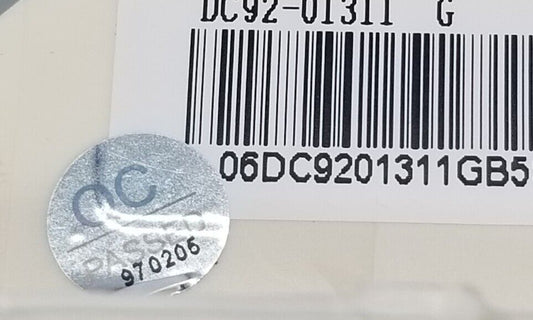 DC92-01311 G
06DC9201311GB5
QC
PASSED
970206